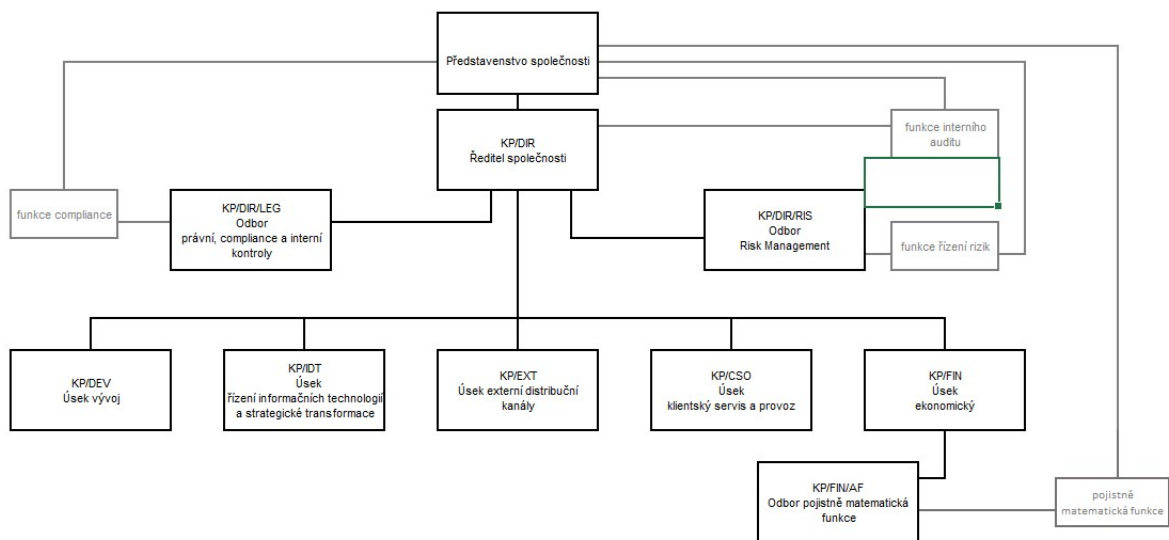 Představenstvo společnosti
KP/DIR
Ředitel společnosti
funkce interního
auditu
funkce compliance
KP/DIR/LEG
Odbor
právní, compliance a interní
kontroly
KP/DIR/RIS
Odbor
Risk Management
funkce řízení rizik
KP/DEV
Úsek vývoj
KP/IDT
Úsek
řízení informačních technologií
a strategické transformace
KP/EXT
Úsek externí distribuční
kanály
KP/CSO
Úsek
klientský servis a provoz
KP/FIN
Úsek
ekonomický
KP/FIN/AF
Odbor pojistně matematická
funkce
pojistně
matematická funkce